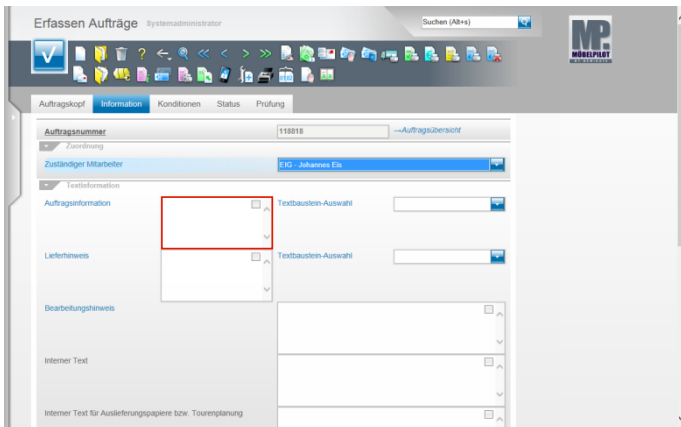 Erfassen Aufträge Systemadministrator
Suchen (Alt+s)
MP
MÖBELPILOT
Auftragskopf Information Konditionen Status Prüfung
Auftragsnummer 118818 →Auftragsübersicht
Zuordnung
Zuständiger Mitarbeiter EIG - Johannes Eis
Textinformation
Auftragsinformation Textbaustein-Auswahl
Lieferhinweis Textbaustein-Auswahl
Bearbeitungshinweis
Interner Text
Interner Text für Auslieferungspapiere bzw. Tourenplanung